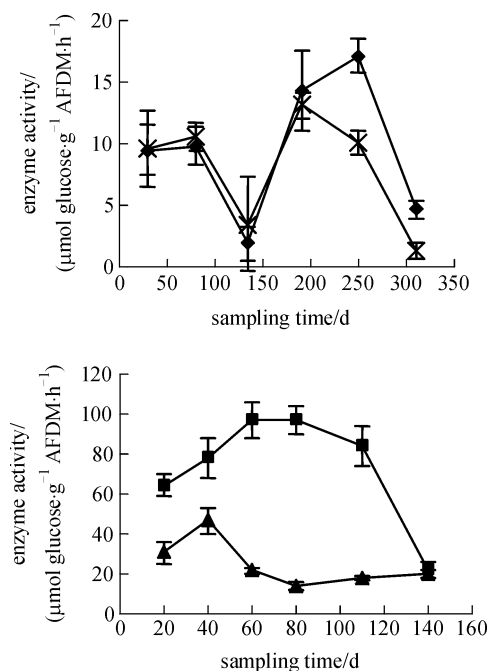 enzyme activity/
(μmol glucose·g⁻¹ AFDM·h⁻¹)
20
15
10
5
0
0 50 100 150 200 250 300 350
sampling time/d
enzyme activity/
(μmol glucose·g⁻¹ AFDM·h⁻¹)
120
100
80
60
40
20
0
0 20 40 60 80 100 120 140 160
sampling time/d